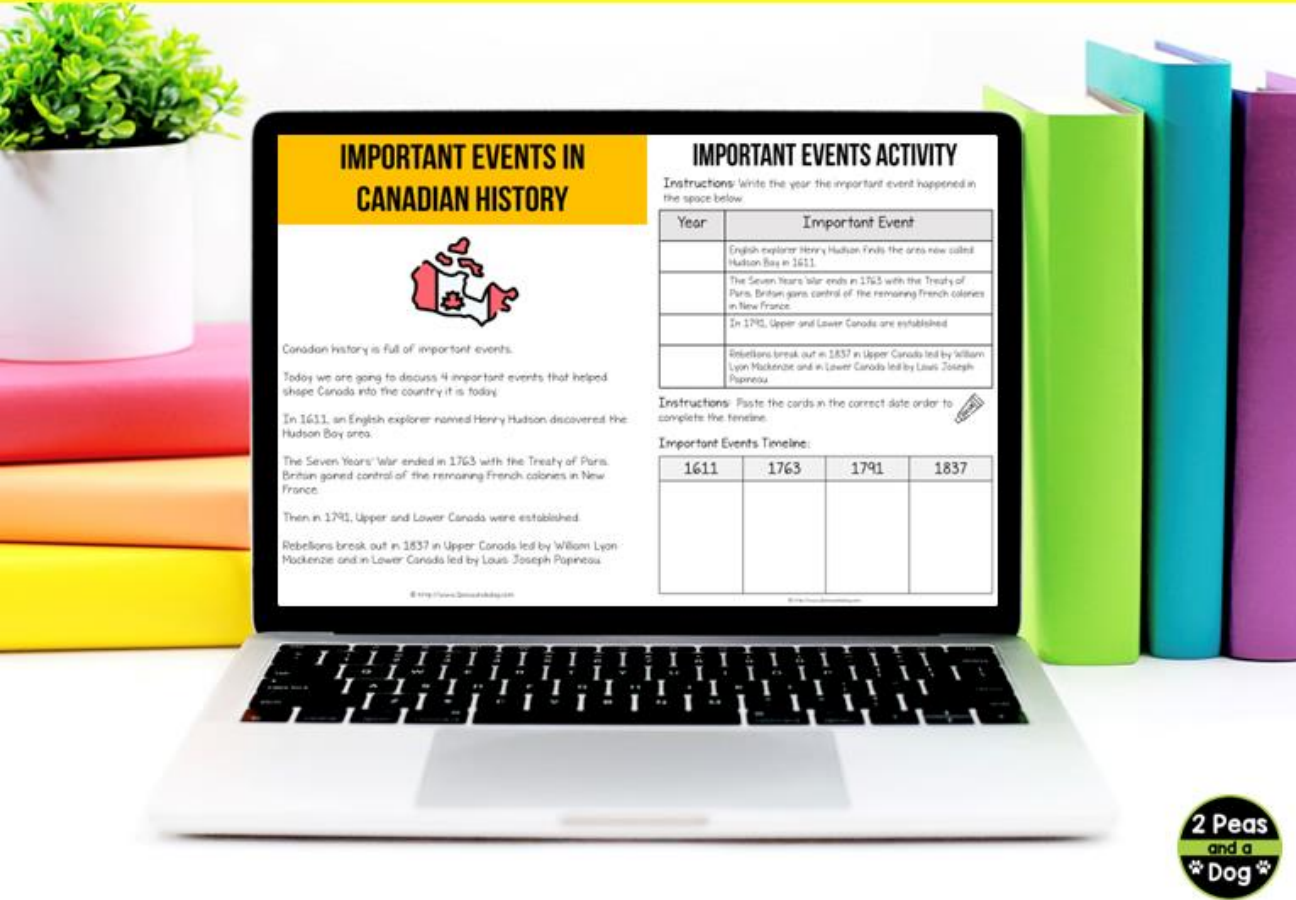 IMPORTANT EVENTS IN
CANADIAN HISTORY
Canadian history is full of important events.
Today we are going to discuss 4 important events that helped
shape Canada into the country it is today.
In 1611, an English explorer named Henry Hudson discovered the
Hudson Bay area.
The Seven Years' War ended in 1763 with the Treaty of Paris.
Britain gained control of the remaining French colonies in New
France.
Then in 1791, Upper and Lower Canada were established.
Rebellions break out in 1837 in Upper Canada led by William Lyon
Mackenzie and in Lower Canada led by Louis Joseph Papineau.
IMPORTANT EVENTS ACTIVITY
Instructions: Write the year the important event happened in
the space below.
Year Important Event
English explorer Henry Hudson finds the area now called
Hudson Bay in 1611.
The Seven Years War ends in 1763 with the Treaty of
Paris. Britain gains control of the remaining French colonies
in New France.
In 1791, Upper and Lower Canada are established
Rebellions break out in 1837 in Upper Canada led by William
Lyon Mackenzie and in Lower Canada led by Louis Joseph
Papineau.
Instructions: Paste the cards in the correct date order to
complete the timeline.
Important Events Timeline:
1611 1763 1791 1837
2 Peas
and a
Dog